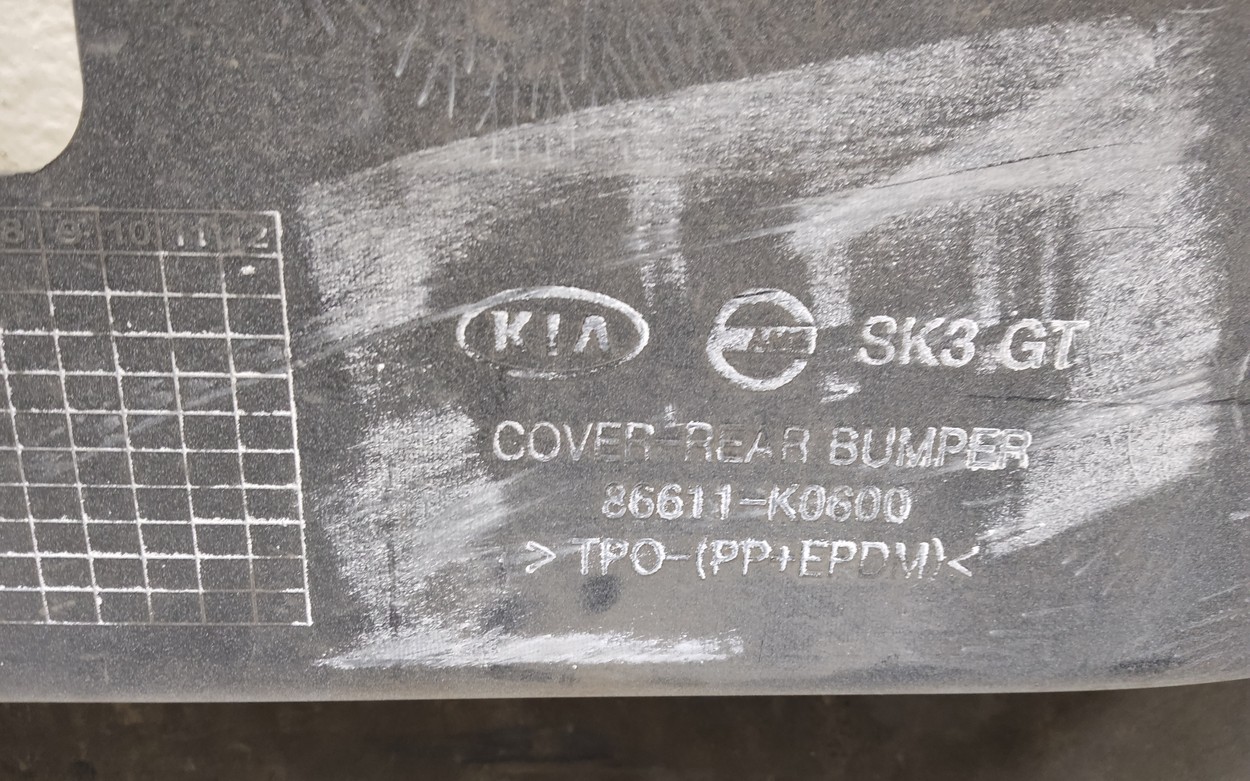 8 9 10 11 12
KIA SK3 GT
COVER-REAR BUMPER
86611-K0600
>TPO-(PP+EPDM)<